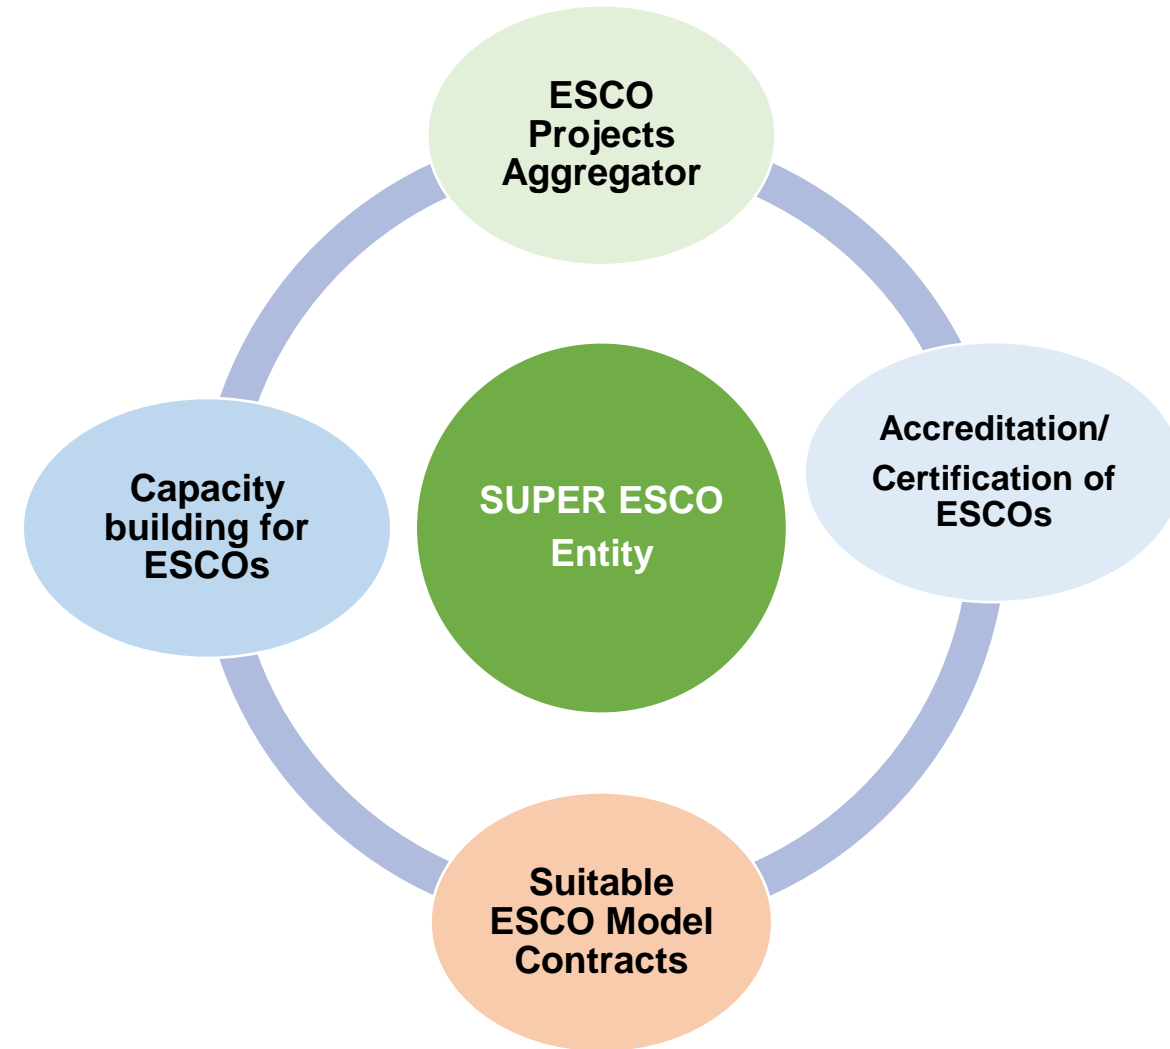 ESCO
Projects
Aggregator
Accreditation/
Certification of
ESCOs
Capacity
building for
ESCOs
SUPER ESCO
Entity
Suitable
ESCO Model
Contracts